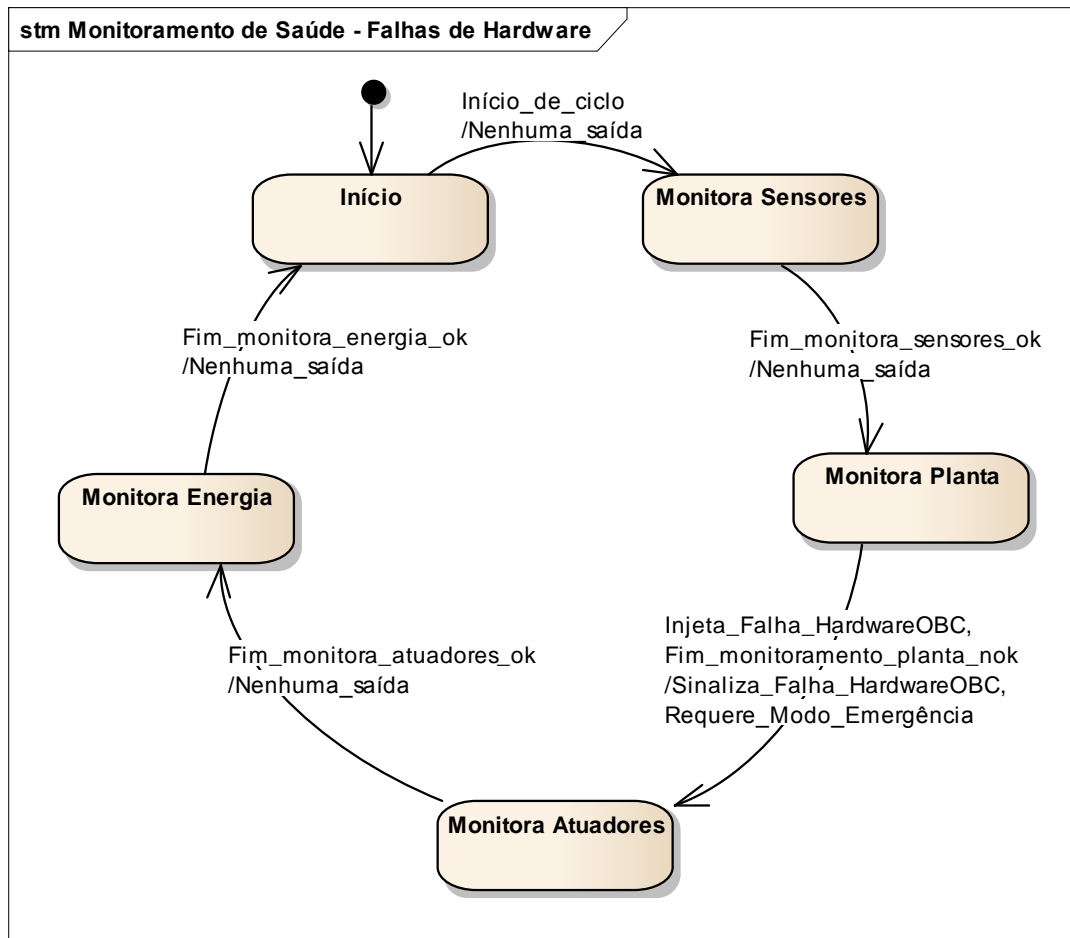 stm Monitoramento de Saúde - Falhas de Hardware
Início_de_ciclo
/Nenhuma_saída
Início
Monitora Sensores
Fim_monitora_energia_ok
/Nenhuma_saída
Fim_monitora_sensores_ok
/Nenhuma_saída
Monitora Energia
Monitora Planta
Injeta_Falha_HardwareOBC,
Fim_monitoramento_planta_nok
/Sinaliza_Falha_HardwareOBC,
Requere_Modo_Emergência
Fim_monitora_atuadores_ok
/Nenhuma_saída
Monitora Atuadores